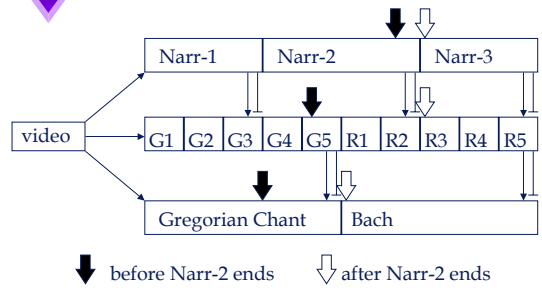 Narr-1 Narr-2 Narr-3
video G1 G2 G3 G4 G5 R1 R2 R3 R4 R5
Gregorian Chant Bach
before Narr-2 ends after Narr-2 ends